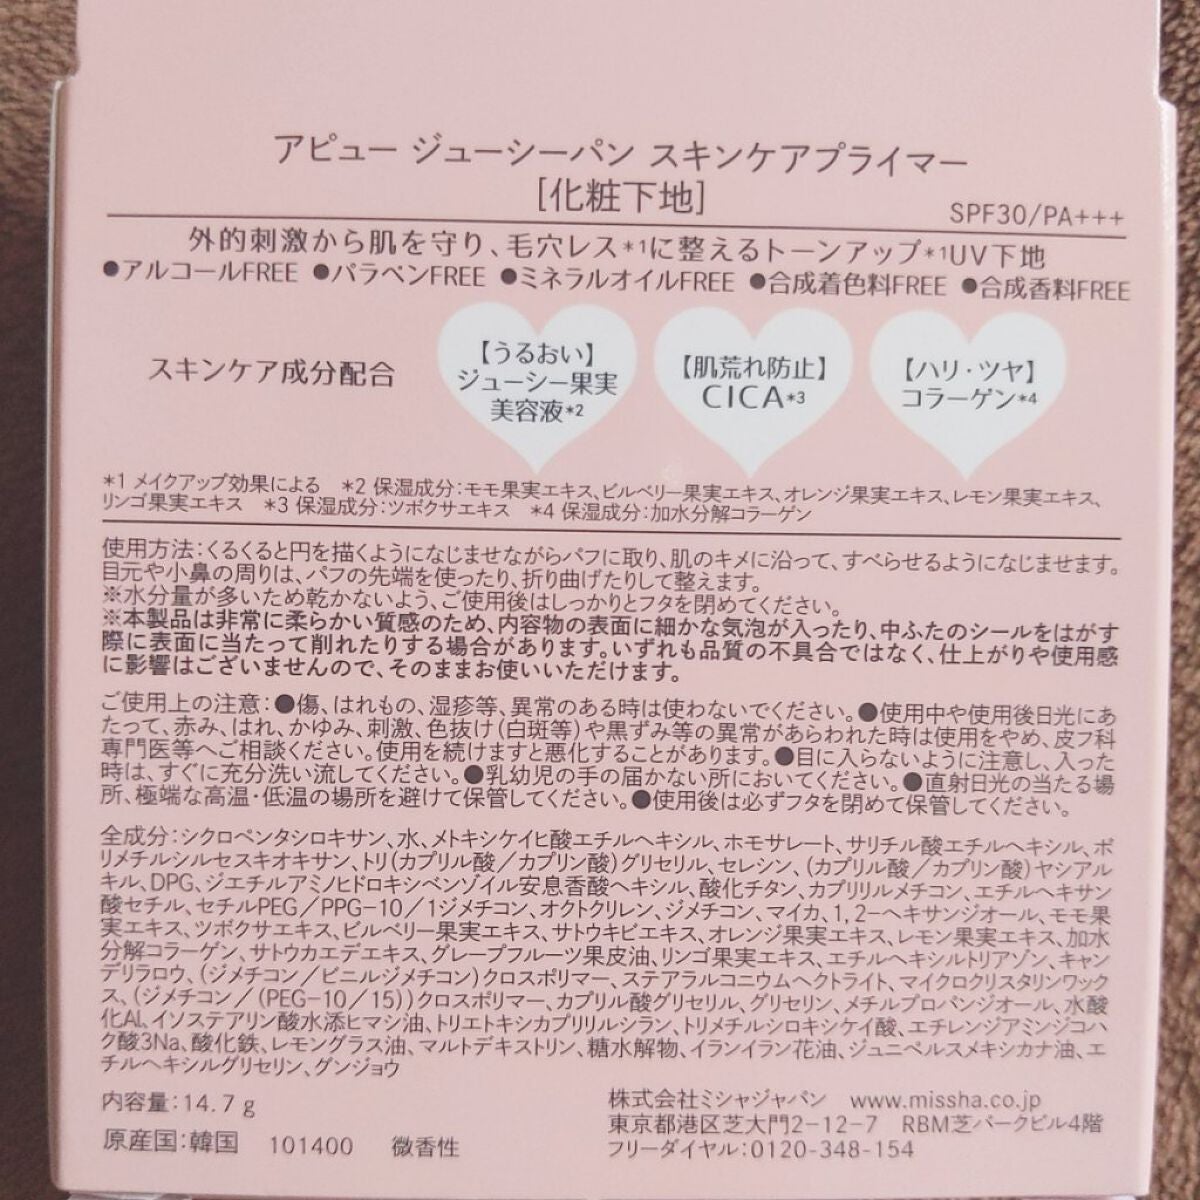 アピュー ジューシーパン スキンケアプライマー
[化粧下地]
SPF30/PA+++
外的刺激から肌を守り、毛穴レス*1に整えるトーンアップ*1UV下地
●アルコールFREE ●パラベンFREE ●ミネラルオイルFREE ●合成着色料FREE ●合成香料FREE
スキンケア成分配合
【うるおい】
ジューシー果実
美容液*2
【肌荒れ防止】
CICA*3
【ハリ・ツヤ】
コラーゲン*4
*1 メイクアップ効果による *2 保湿成分:モモ果実エキス、ビルベリー果実エキス、オレンジ果実エキス、レモン果実エキス、
リンゴ果実エキス *3 保湿成分:ツボクサエキス *4 保湿成分:加水分解コラーゲン
使用方法:くるくると円を描くようになじませながらパフに取り、肌のキメに沿って、すべらせるようになじませます。
目元や小鼻の周りは、パフの先端を使ったり、折り曲げたりして整えます。
※水分量が多いため乾かないよう、ご使用後はしっかりとフタを閉めてください。
※本製品は非常に柔らかい質感のため、内容物の表面に細かな気泡が入ったり、中ふたのシールをはがす
際に表面に当たって削れたりする場合があります。いずれも品質の不具合ではなく、仕上がりや使用感
に影響はございませんので、そのままお使いいただけます。
ご使用上の注意:●傷、はれもの、湿疹等、異常のある時は使わないでください。●使用中や使用後日光にあ
たって、赤み、はれ、かゆみ、刺激、色抜け(白斑等)や黒ずみ等の異常があらわれた時は使用をやめ、皮フ科
専門医等へご相談ください。使用を続けますと悪化することがあります。●目に入らないように注意し、入った
時は、すぐに充分洗い流してください。●乳幼児の手の届かない所においてください。●直射日光の当たる場
所、極端な高温・低温の場所を避けて保管してください。●使用後は必ずフタを閉めて保管してください。
全成分:シクロペンタシロキサン、水、メトキシケイヒ酸エチルヘキシル、ホモサレート、サリチル酸エチルヘキシル、ポ
リメチルシルセスキオキサン、トリ(カプリル酸/カプリン酸)グリセリル、セレシン、(カプリル酸/カプリン酸)ヤシアル
キル、DPG、ジエチルアミノヒドロキシベンゾイル安息香酸ヘキシル、酸化チタン、カプリリルメチコン、エチルヘキサン
酸セチル、セチルPEG/PPG-10/1ジメチコン、オクトクリレン、ジメチコン、マイカ、1,2-ヘキサンジオール、モモ果
実エキス、ツボクサエキス、ビルベリー果実エキス、サトウキビエキス、オレンジ果実エキス、レモン果実エキス、加水
分解コラーゲン、サトウカエデエキス、グレープフルーツ果皮油、リンゴ果実エキス、エチルヘキシルトリアゾン、キャン
デリラロウ、(ジメチコン/ビニルジメチコン)クロスポリマー、ステアラルコニウムヘクトライト、マイクロクリスタリンワック
ス、(ジメチコン/(PEG-10/15))クロスポリマー、カプリル酸グリセリル、グリセリン、メチルプロパンジオール、水酸
化Al、イソステアリン酸水添ヒマシ油、トリエトキシカプリリルシラン、トリメチルシロキシケイ酸、エチレンジアミンジコハ
ク酸3Na、酸化鉄、レモングラス油、マルトデキストリン、糖水解物、イランイラン花油、ジュニペルスメキシカナ油、エ
チルヘキシルグリセリン、グンジョウ
内容量:14.7g
原産国:韓国 101400 微香性
株式会社ミシャジャパン www.missha.co.jp
東京都港区芝大門2-12-7 RBM芝パークビル4階
フリーダイヤル:0120-348-154